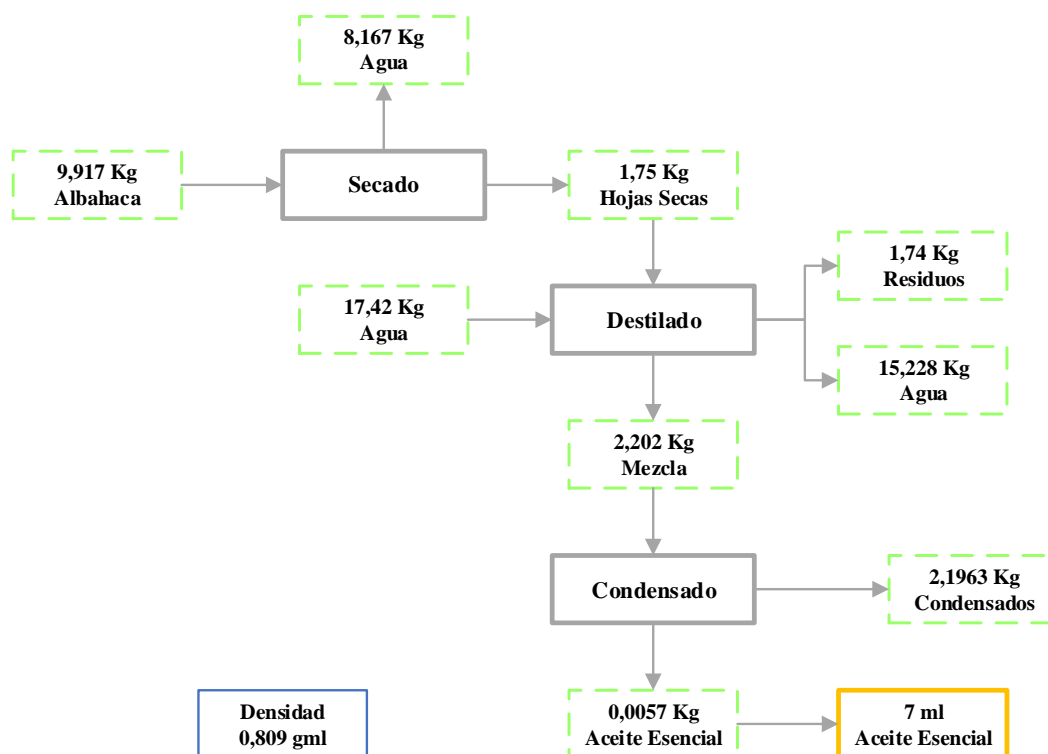 8,167 Kg
Agua
9,917 Kg
Albahaca
Secado
1,75 Kg
Hojas Secas
1,74 Kg
Residuos
17,42 Kg
Agua
Destilado
15,228 Kg
Agua
2,202 Kg
Mezcla
Condensado
2,1963 Kg
Condensados
Densidad
0,809 gml
0,0057 Kg
Aceite Esencial
7 ml
Aceite Esencial